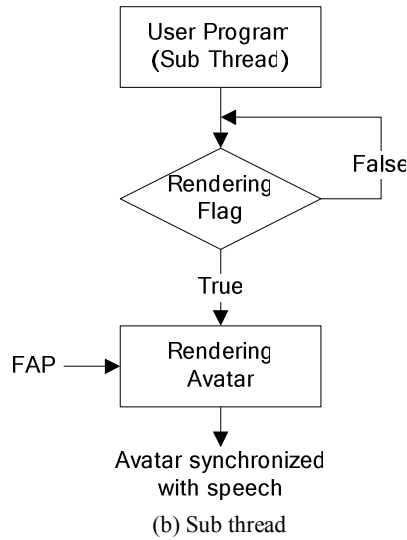 User Program
(Sub Thread)
False
Rendering
Flag
True
Rendering
Avatar
FAP
Avatar synchronized
with speech
(b) Sub thread